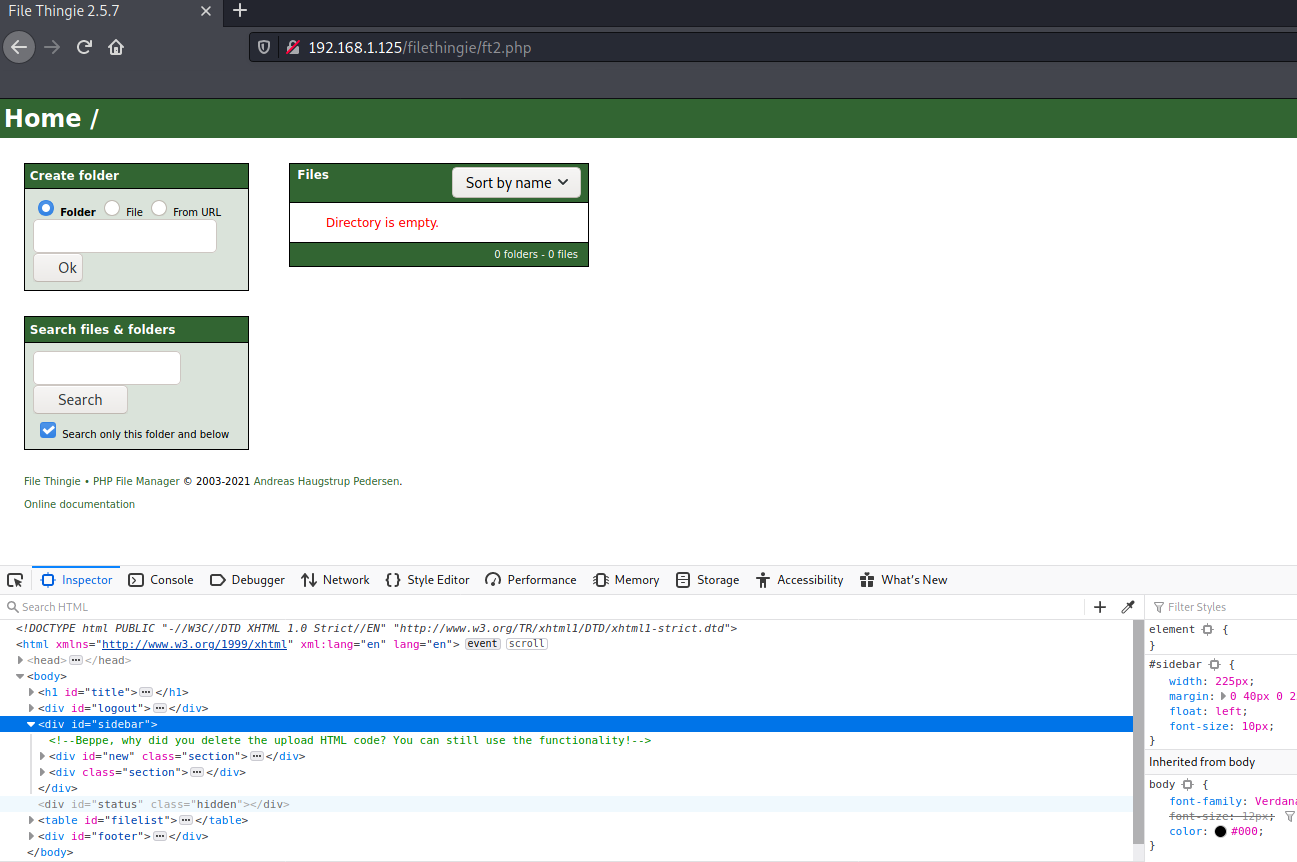 File Thingie 2.5.7
192.168.1.125/filethingie/ft2.php
Home /
Create folder
Folder File From URL
Ok
Files Sort by name
Directory is empty.
0 folders - 0 files
Search files & folders
Search
Search only this folder and below
File Thingie • PHP File Manager © 2003-2021 Andreas Haugstrup Pedersen.
Online documentation
Inspector Console Debugger Network Style Editor Performance Memory Storage Accessibility What's New
Search HTML
<!DOCTYPE html PUBLIC "-//W3C//DTD XHTML 1.0 Strict//EN" "http://www.w3.org/TR/xhtml1/DTD/xhtml1-strict.dtd">
<html xmlns="http://www.w3.org/1999/xhtml" xml:lang="en" lang="en"> event scroll
<head>…</head>
<body>
<h1 id="title">…</h1>
<div id="logout">…</div>
<div id="sidebar">
<!--Beppe, why did you delete the upload HTML code? You can still use the functionality!-->
<div id="new" class="section">…</div>
<div class="section">…</div>
</div>
<div id="status" class="hidden"></div>
<table id="filelist">…</table>
<div id="footer">…</div>
</body>
Filter Styles
element {
}
#sidebar {
width: 225px;
margin: 0 40px 0 2
float: left;
font-size: 10px;
}
Inherited from body
body {
font-family: Verdana
font-size: 12px;
color: #000;
}